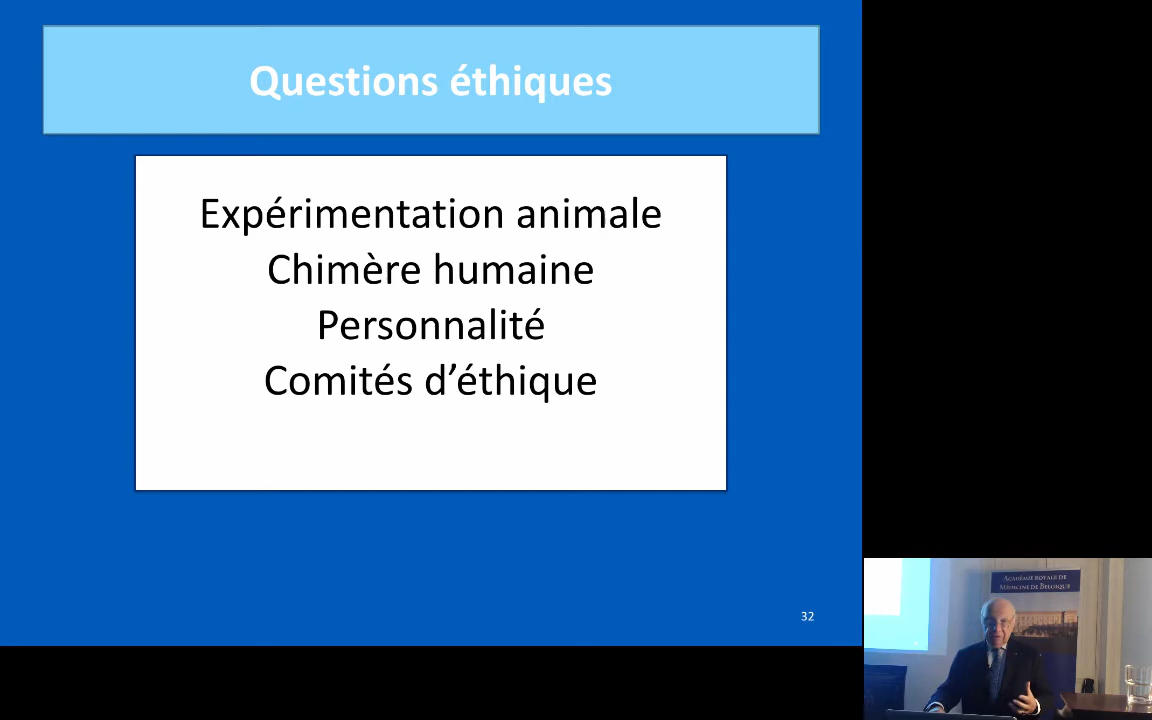 Questions éthiques
Expérimentation animale
Chimère humaine
Personnalité
Comités d’éthique
32
Académie royale de
Médecine de Belgique